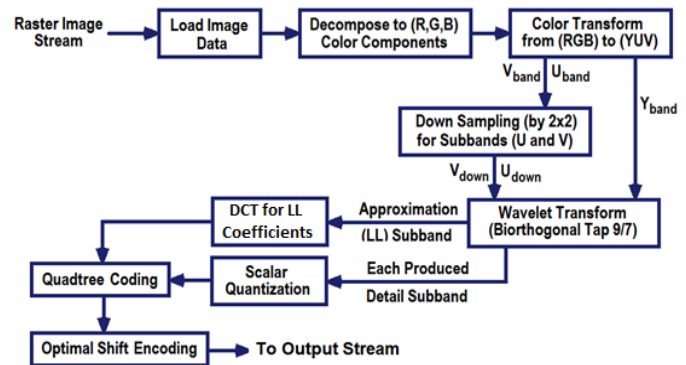 Raster Image
Stream
Load Image
Data
Decompose to (R,G,B)
Color Components
Color Transform
from (RGB) to (YUV)
Vband Uband
Yband
Down Sampling (by 2x2)
for Subbands (U and V)
Vdown Udown
DCT for LL
Coefficients
Approximation
(LL) Subband
Wavelet Transform
(Biorthogonal Tap 9/7)
Quadtree Coding
Scalar
Quantization
Each Produced
Detail Subband
Optimal Shift Encoding
To Output Stream